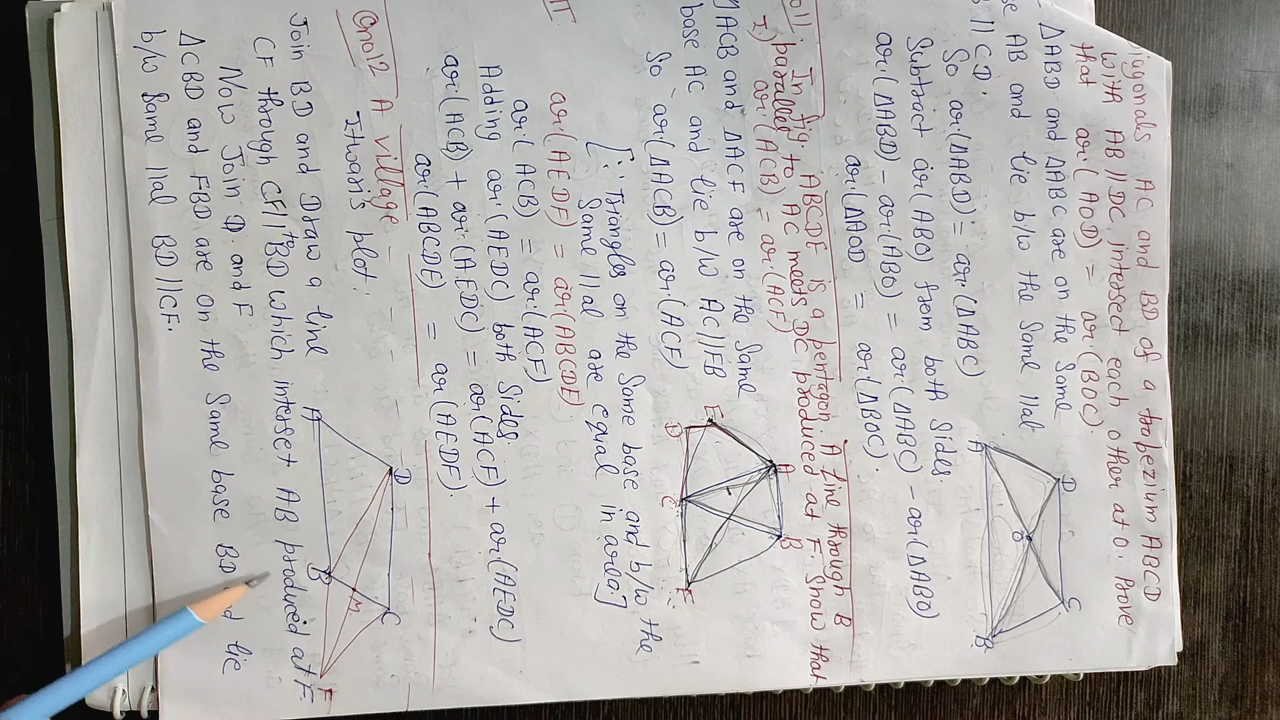 Diagonals AC and BD of a trapezium ABCD
with AB || DC intersect each other at O. Prove
that ar(AOD) = ar(BOC).
ΔABD and ΔABC are on the Same
AB and lie b/w the Same llal
|| CD.
So ar(ΔABD) = ar(ΔABC)
Subtract ar(ABO) from both Sides.
ar(ΔABD) - ar(ABO) = ar(ΔABC) - ar(ΔABO)
ar(ΔAOD = ar(ΔBOC).
D
C
O
A
B
In fig. ABCDE is a pentagon. A line through B
I.) parallel to AC meets DC produced at F. Show that
ar(ACB) = ar(ACF)
ACB and ΔACF are on the Same
base AC and lie b/w AC || FB
So ar(ΔACB) = ar(ACF)
[∵ Triangles on the Same base and b/w the
Same llal are equal in area.]
A
B
E
D
C
F
II ar(AEDF) = ar(ABCDE)
ar(ACB) = ar(ACF)
Adding ar(AEDC) both Sides.
ar(ACB) + ar(AEDC) = ar(ACF) + ar(AEDC)
ar(ABCDE) = ar(AEDF).
Qno12 A village - - - - -
Itwari's plot.
D
C
A
B
M
F
Join BD and Draw a line
CF through CF || to BD which interset AB produced at F.
Now Join D and F
ΔCBD and FBD are on the Same base BD lie
b/w Same llal BD || CF.